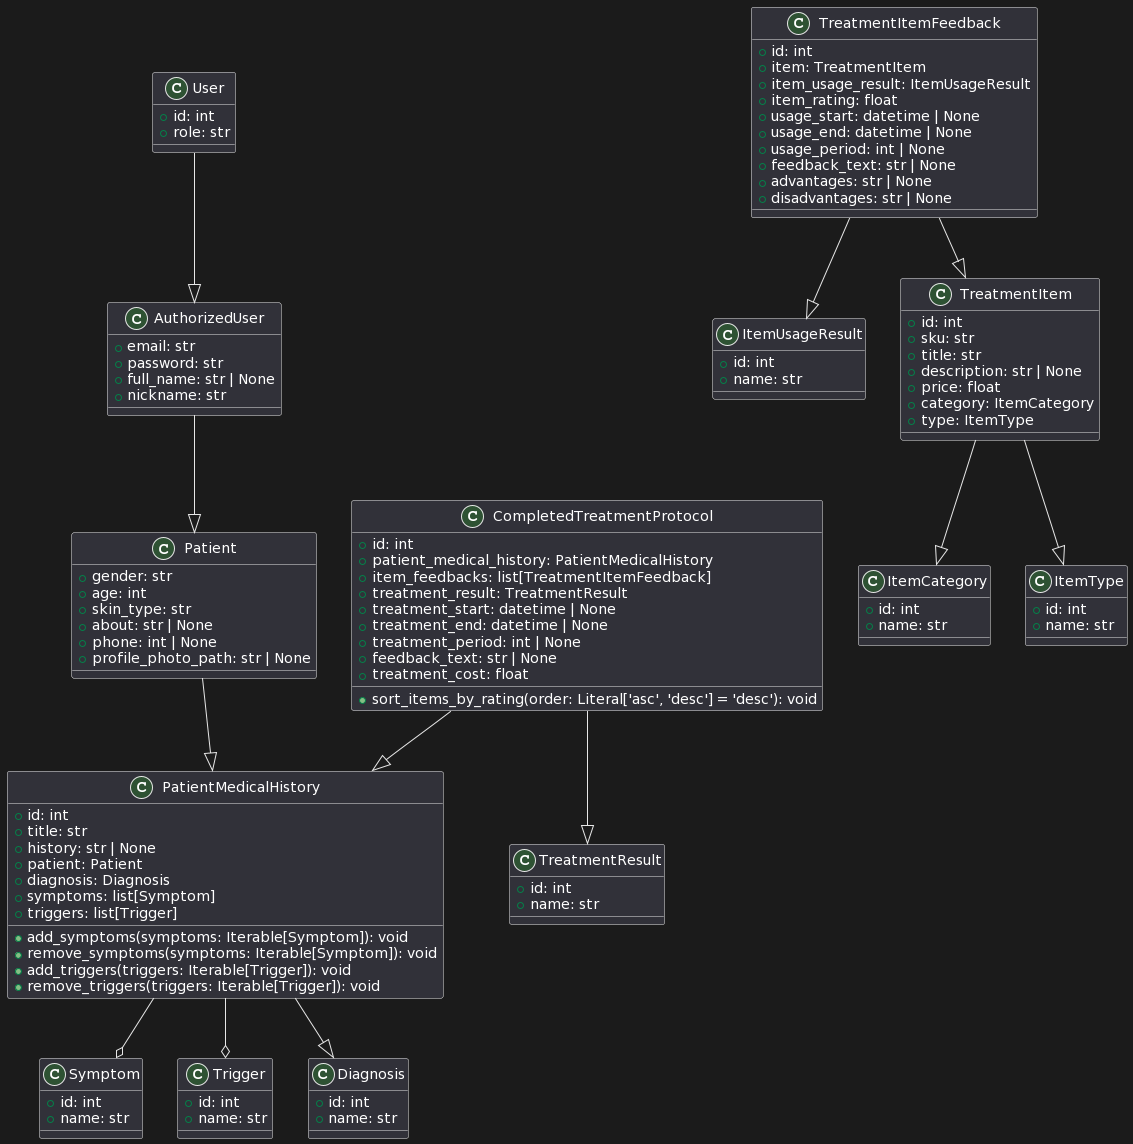 C User
id: int
role: str
C AuthorizedUser
email: str
password: str
full_name: str | None
nickname: str
C Patient
gender: str
age: int
skin_type: str
about: str | None
phone: int | None
profile_photo_path: str | None
C PatientMedicalHistory
id: int
title: str
history: str | None
patient: Patient
diagnosis: Diagnosis
symptoms: list[Symptom]
triggers: list[Trigger]
add_symptoms(symptoms: Iterable[Symptom]): void
remove_symptoms(symptoms: Iterable[Symptom]): void
add_triggers(triggers: Iterable[Trigger]): void
remove_triggers(triggers: Iterable[Trigger]): void
C Symptom
id: int
name: str
C Trigger
id: int
name: str
C Diagnosis
id: int
name: str
C CompletedTreatmentProtocol
id: int
patient_medical_history: PatientMedicalHistory
item_feedbacks: list[TreatmentItemFeedback]
treatment_result: TreatmentResult
treatment_start: datetime | None
treatment_end: datetime | None
treatment_period: int | None
feedback_text: str | None
treatment_cost: float
sort_items_by_rating(order: Literal['asc', 'desc'] = 'desc'): void
C TreatmentResult
id: int
name: str
C TreatmentItemFeedback
id: int
item: TreatmentItem
item_usage_result: ItemUsageResult
item_rating: float
usage_start: datetime | None
usage_end: datetime | None
usage_period: int | None
feedback_text: str | None
advantages: str | None
disadvantages: str | None
C ItemUsageResult
id: int
name: str
C TreatmentItem
id: int
sku: str
title: str
description: str | None
price: float
category: ItemCategory
type: ItemType
C ItemCategory
id: int
name: str
C ItemType
id: int
name: str